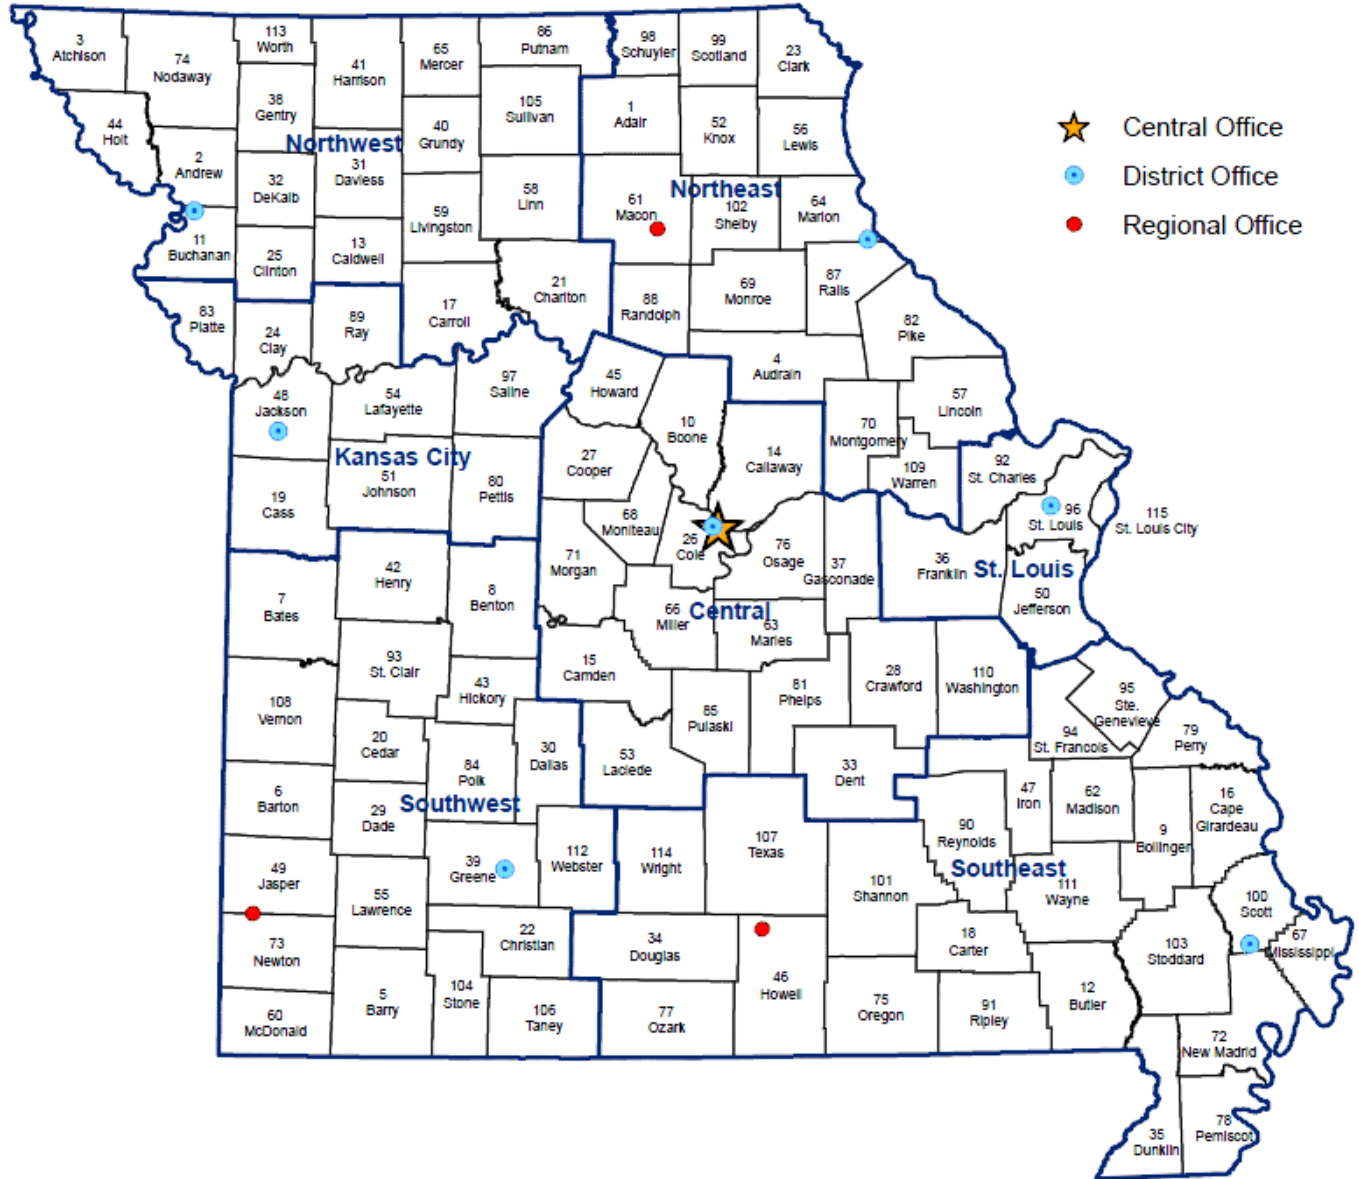 3
Atchison
74
Nodaway
113
Worth
41
Harrison
65
Mercer
86
Putnam
98
Schuyler
99
Scotland
23
Clark
44
Holt
38
Gentry
40
Grundy
105
Sullivan
1
Adair
52
Knox
56
Lewis
Central Office
District Office
Regional Office
Northwest
2
Andrew
32
DeKalb
31
Daviess
59
Livingston
58
Linn
61
Macon
Northeast
102
Shelby
64
Marion
11
Buchanan
25
Clinton
13
Caldwell
17
Carroll
21
Chariton
88
Randolph
69
Monroe
87
Ralls
83
Platte
24
Clay
89
Ray
82
Pike
4
Audrain
48
Jackson
54
Lafayette
97
Saline
45
Howard
10
Boone
14
Callaway
70
Montgomery
57
Lincoln
109
Warren
92
St. Charles
Kansas City
19
Cass
51
Johnson
80
Pettis
27
Cooper
68
Moniteau
26
Cole
76
Osage
37
Gasconade
36
Franklin
96
St. Louis
115
St. Louis City
St. Louis
50
Jefferson
7
Bates
42
Henry
8
Benton
71
Morgan
66
Miller
Central
63
Maries
93
St. Clair
43
Hickory
15
Camden
85
Pulaski
81
Phelps
28
Crawford
110
Washington
95
Ste.
Genevieve
94
St. Francois
79
Perry
108
Vernon
20
Cedar
84
Polk
30
Dallas
53
Laclede
33
Dent
47
Iron
62
Madison
9
Bollinger
16
Cape
Girardeau
6
Barton
29
Dade
Southwest
39
Greene
112
Webster
114
Wright
107
Texas
101
Shannon
90
Reynolds
Southeast
111
Wayne
100
Scott
67
Mississippi
49
Jasper
55
Lawrence
22
Christian
34
Douglas
18
Carter
103
Stoddard
73
Newton
5
Barry
104
Stone
106
Taney
77
Ozark
46
Howell
75
Oregon
91
Ripley
12
Butler
60
McDonald
72
New Madrid
35
Dunklin
78
Pemiscot